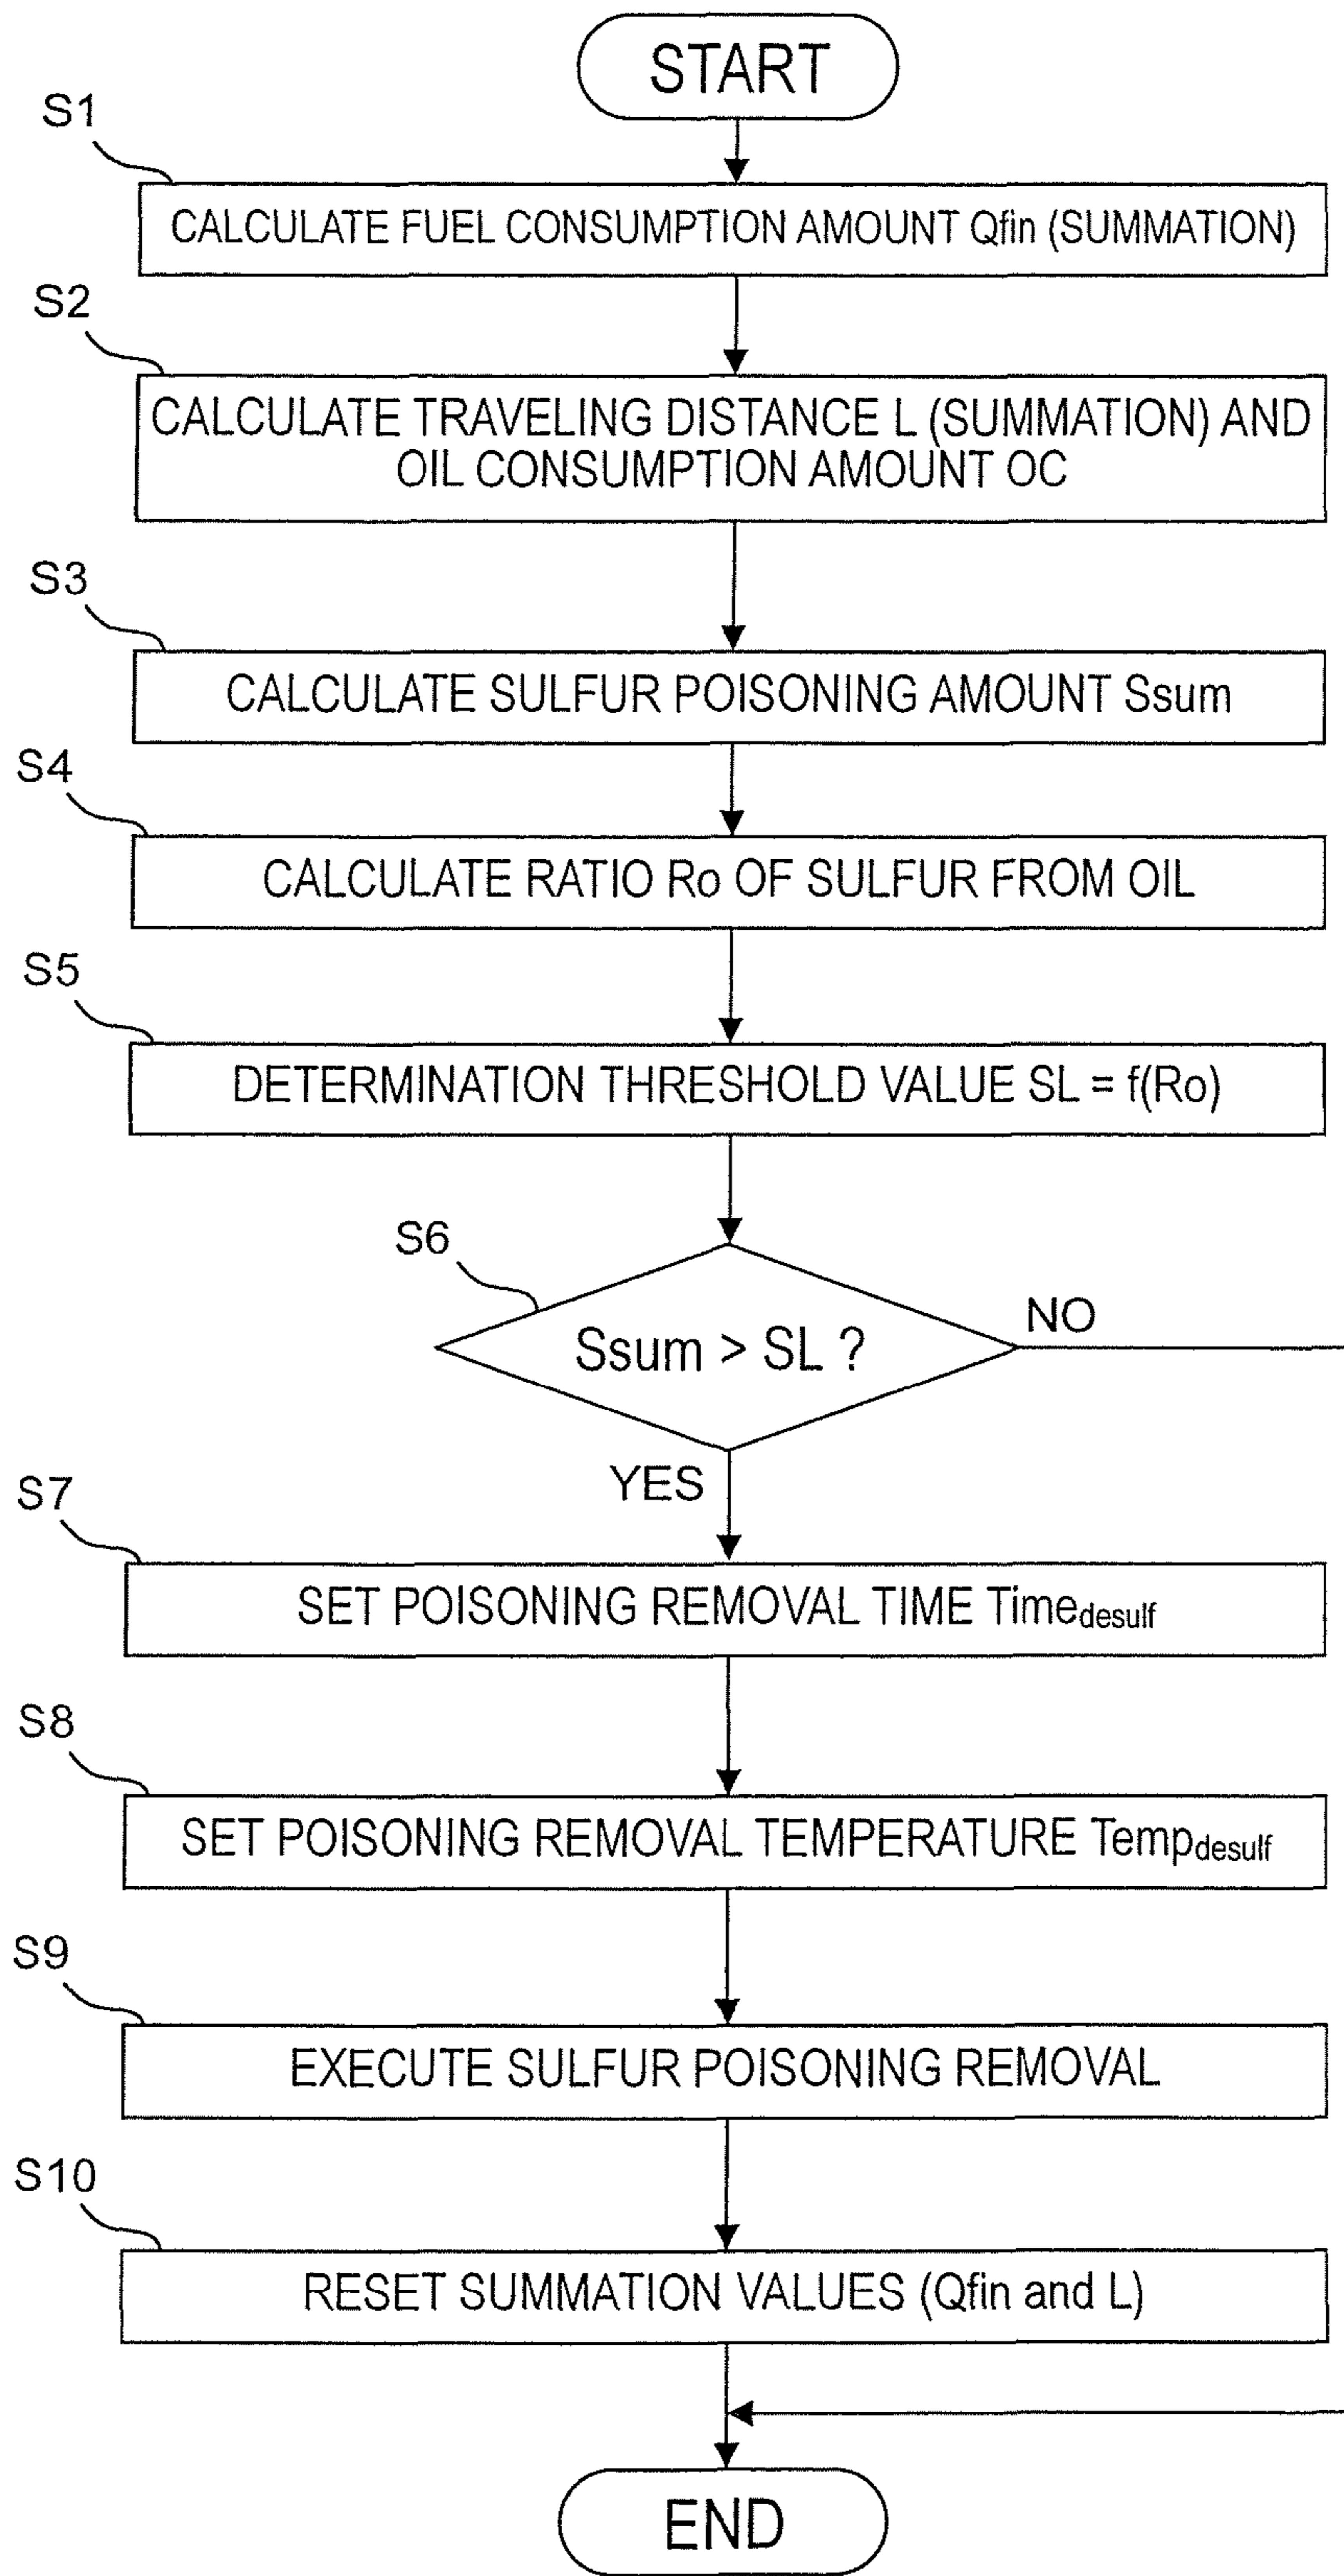 START
S1
CALCULATE FUEL CONSUMPTION AMOUNT Qfin (SUMMATION)
S2
CALCULATE TRAVELING DISTANCE L (SUMMATION) AND
OIL CONSUMPTION AMOUNT OC
S3
CALCULATE SULFUR POISONING AMOUNT Ssum
S4
CALCULATE RATIO Ro OF SULFUR FROM OIL
S5
DETERMINATION THRESHOLD VALUE SL = f(Ro)
S6
Ssum > SL ?
NO
YES
S7
SET POISONING REMOVAL TIME Timedesulf
S8
SET POISONING REMOVAL TEMPERATURE Tempdesulf
S9
EXECUTE SULFUR POISONING REMOVAL
S10
RESET SUMMATION VALUES (Qfin and L)
END